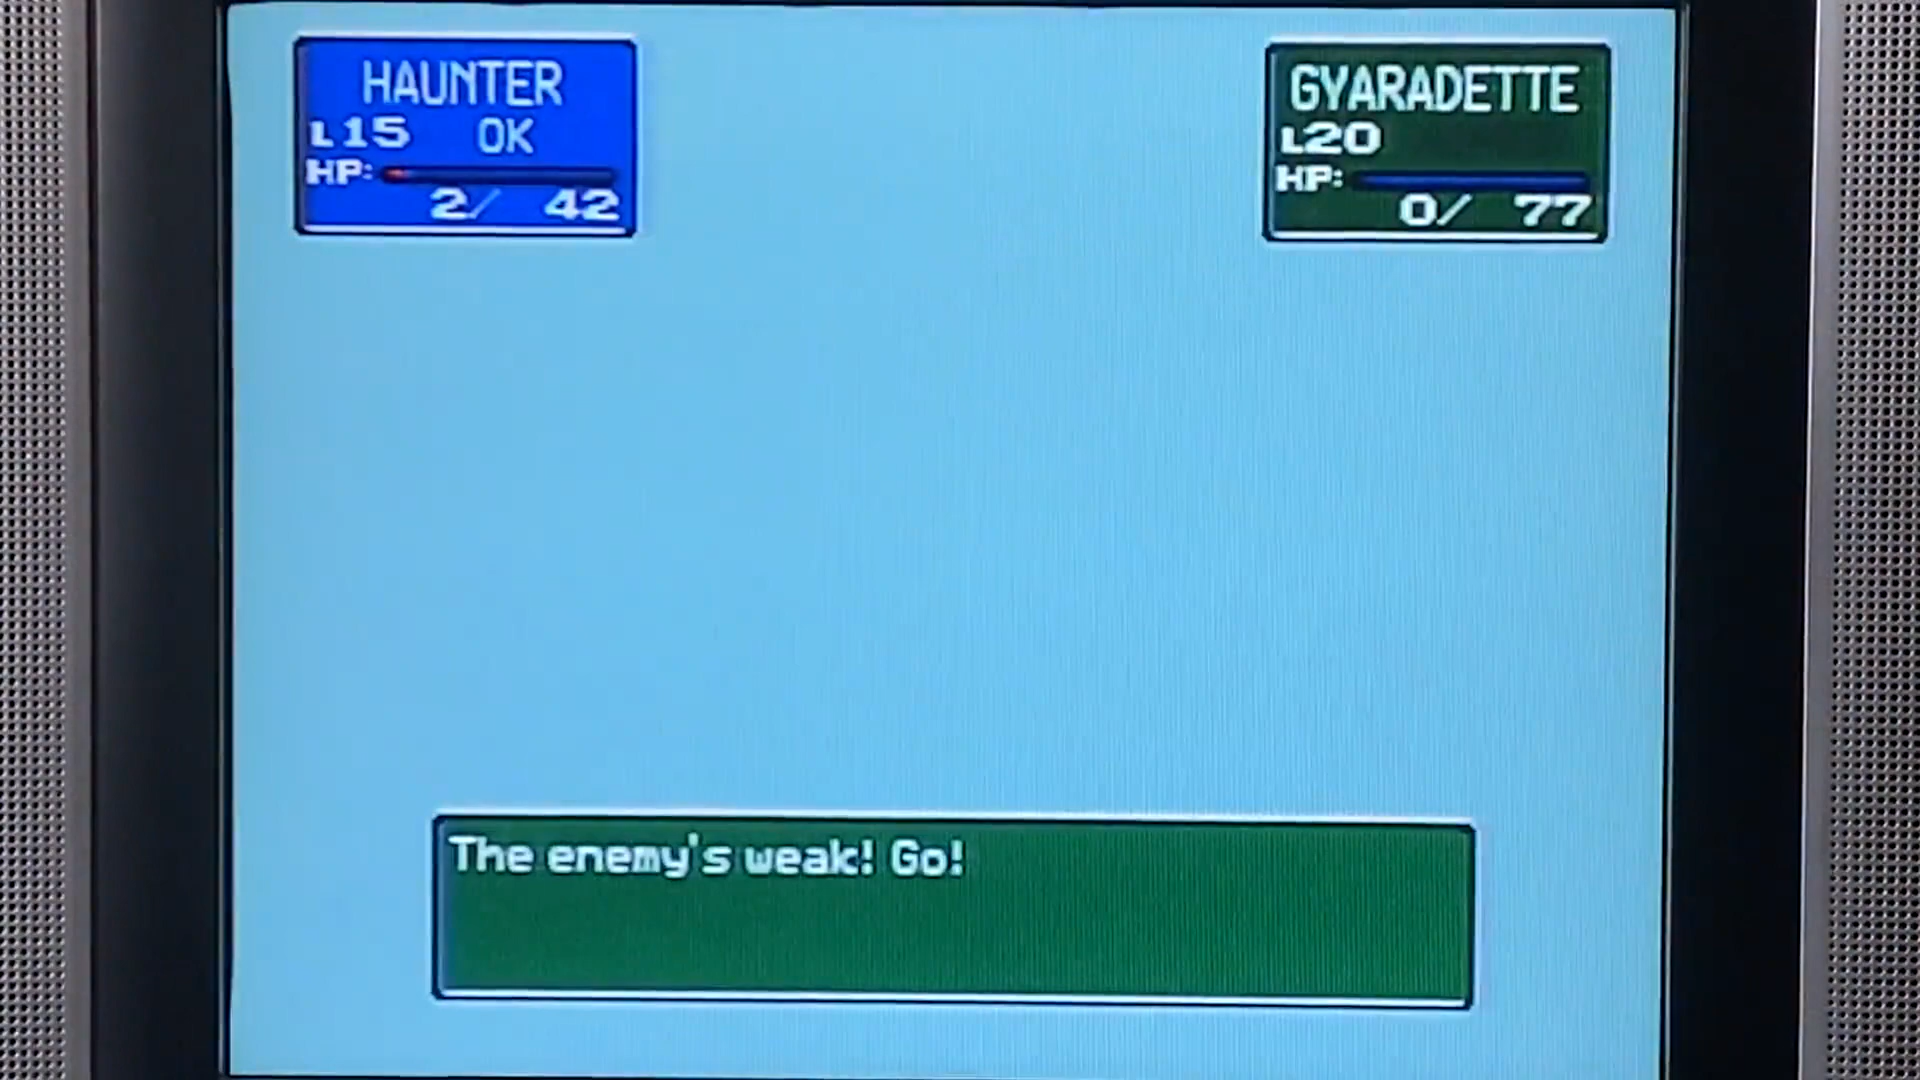 HAUNTER
L15 OK
HP:
2/ 42
GYARADETTE
L20
HP:
0/ 77
The enemy's weak! Go!